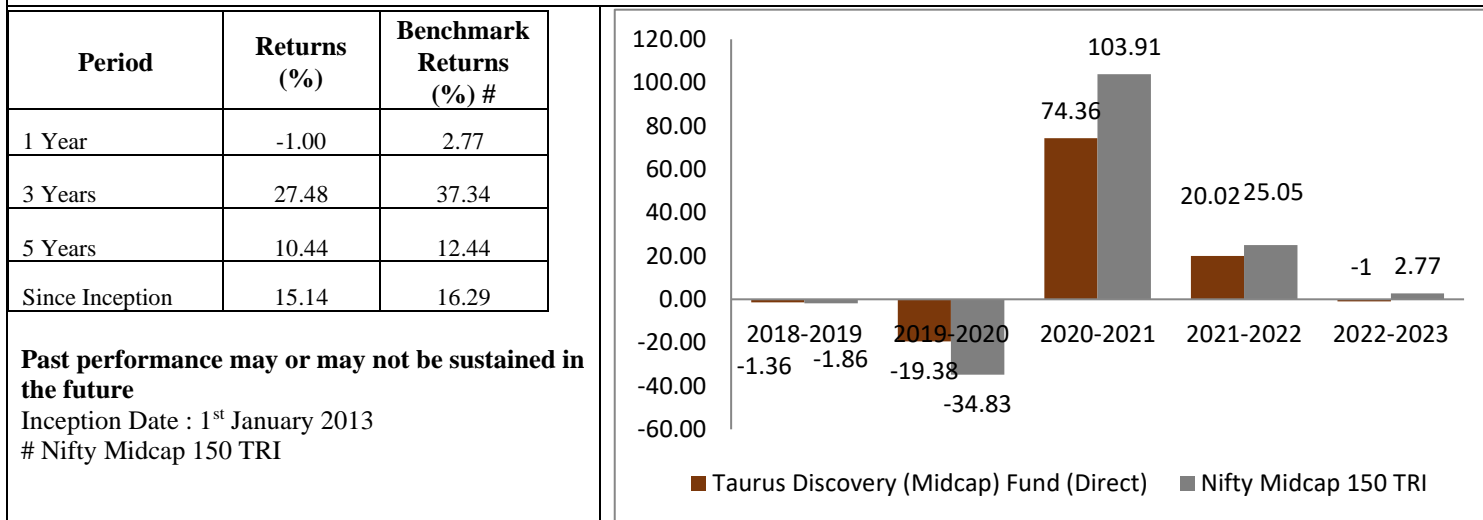 Period Returns (%) Benchmark Returns (%) #
1 Year -1.00 2.77
3 Years 27.48 37.34
5 Years 10.44 12.44
Since Inception 15.14 16.29
Past performance may or may not be sustained in
the future
Inception Date : 1st January 2013
# Nifty Midcap 150 TRI
120.00
100.00
80.00
60.00
40.00
20.00
0.00
-20.00
-40.00
-60.00
103.91
74.36
20.02 25.05
-1 2.77
2018-2019 2019-2020 2020-2021 2021-2022 2022-2023
-1.36 -1.86 -19.38
-34.83
Taurus Discovery (Midcap) Fund (Direct) Nifty Midcap 150 TRI